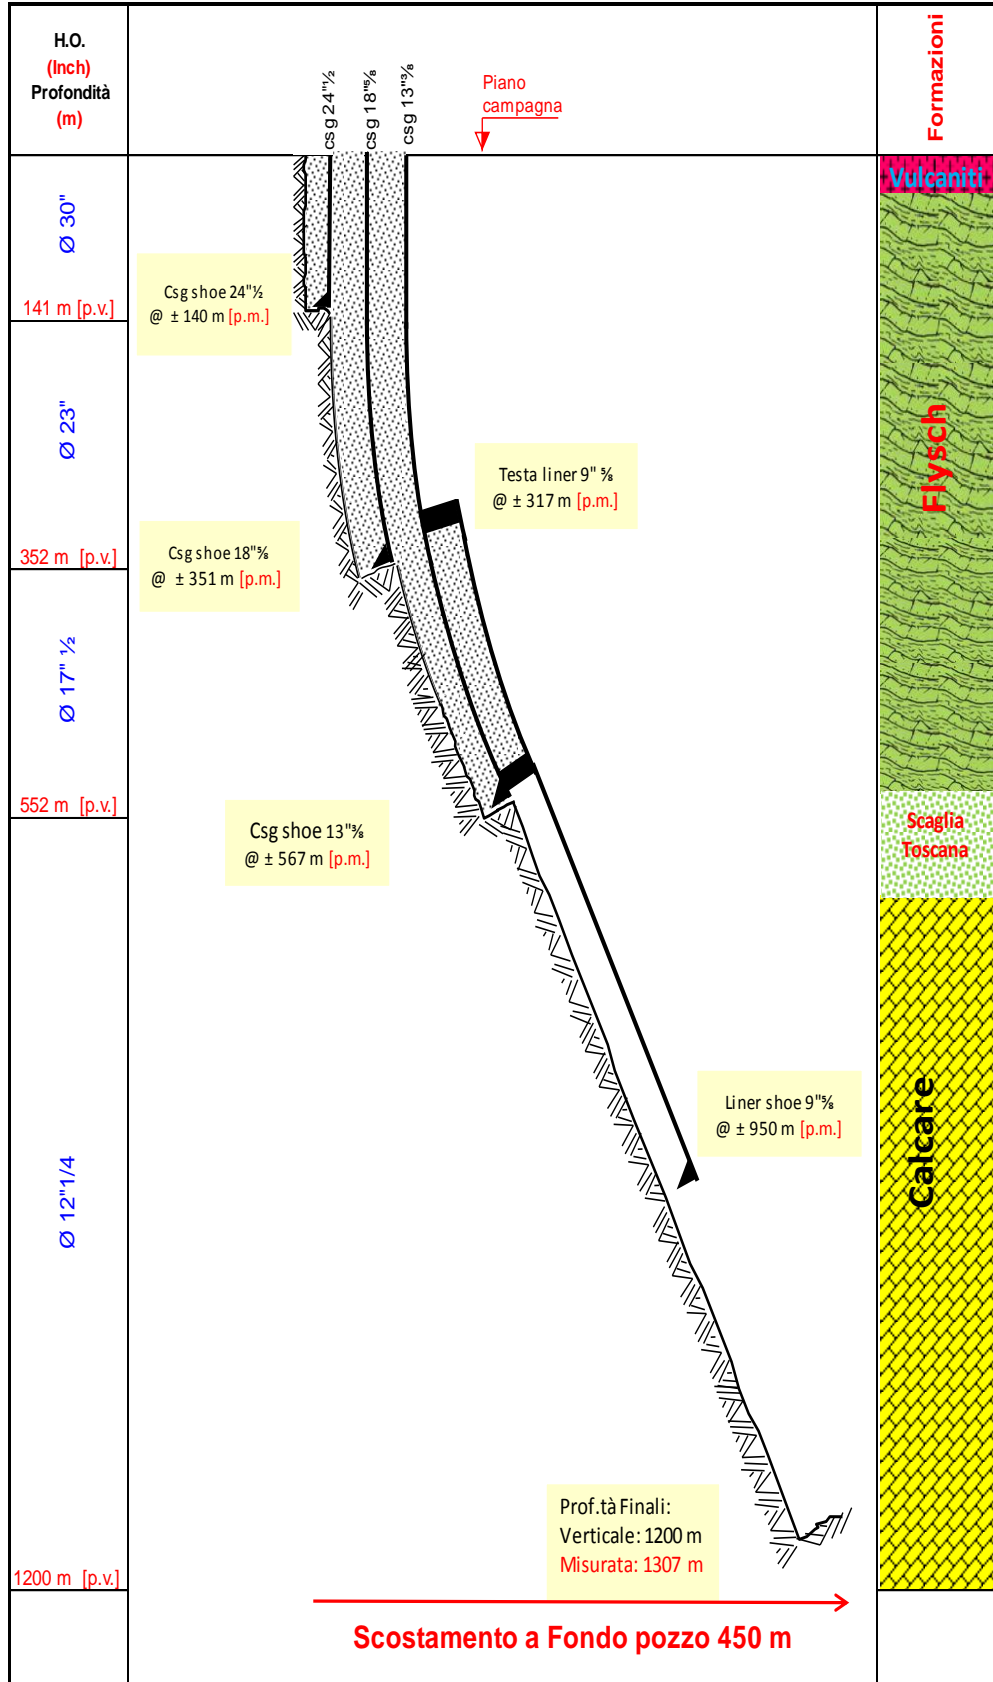 H.O.
(Inch)
Profondità
(m)
csg 24"½
csg 18"⅝
csg 13"⅜
Piano
campagna
Formazioni
Vulcaniti
Ø 30"
141 m [p.v.]
Csg shoe 24"½
@ ± 140 m [p.m.]
Ø 23"
Flysch
Testa liner 9" ⅝
@ ± 317 m [p.m.]
352 m [p.v.]
Csg shoe 18"⅝
@ ± 351 m [p.m.]
Ø 17" ½
552 m [p.v.]
Csg shoe 13"⅜
@ ± 567 m [p.m.]
Scaglia
Toscana
Ø 12"1/4
Liner shoe 9"⅝
@ ± 950 m [p.m.]
Calcare
Prof.tà Finali:
Verticale: 1200 m
Misurata: 1307 m
1200 m [p.v.]
Scostamento a Fondo pozzo 450 m